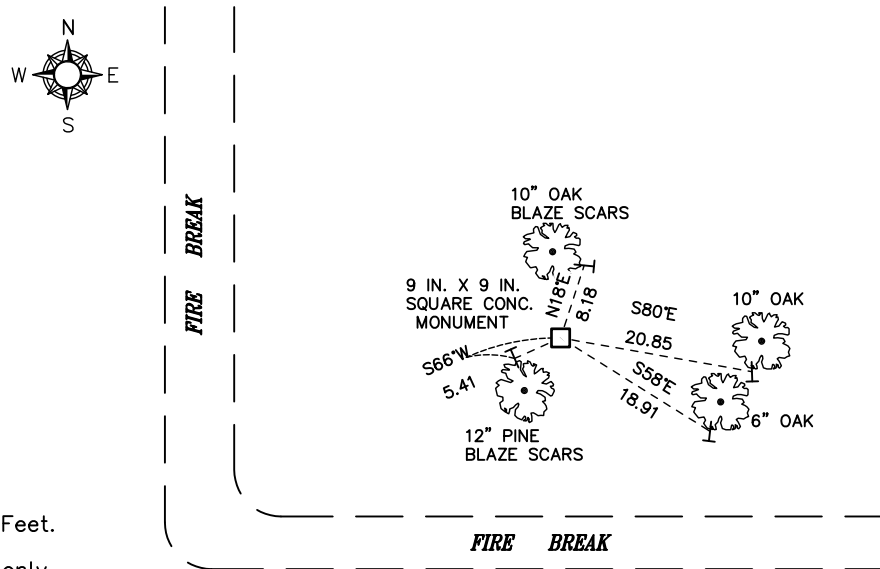 N
W
E
S
FIRE BREAK
10" OAK
BLAZE SCARS
9 IN. X 9 IN.
SQUARE CONC.
MONUMENT
N18°E
8.18
S80°E
20.85
10" OAK
S66°W
5.41
S58°E
18.91
6" OAK
12" PINE
BLAZE SCARS
Feet.
FIRE BREAK
only